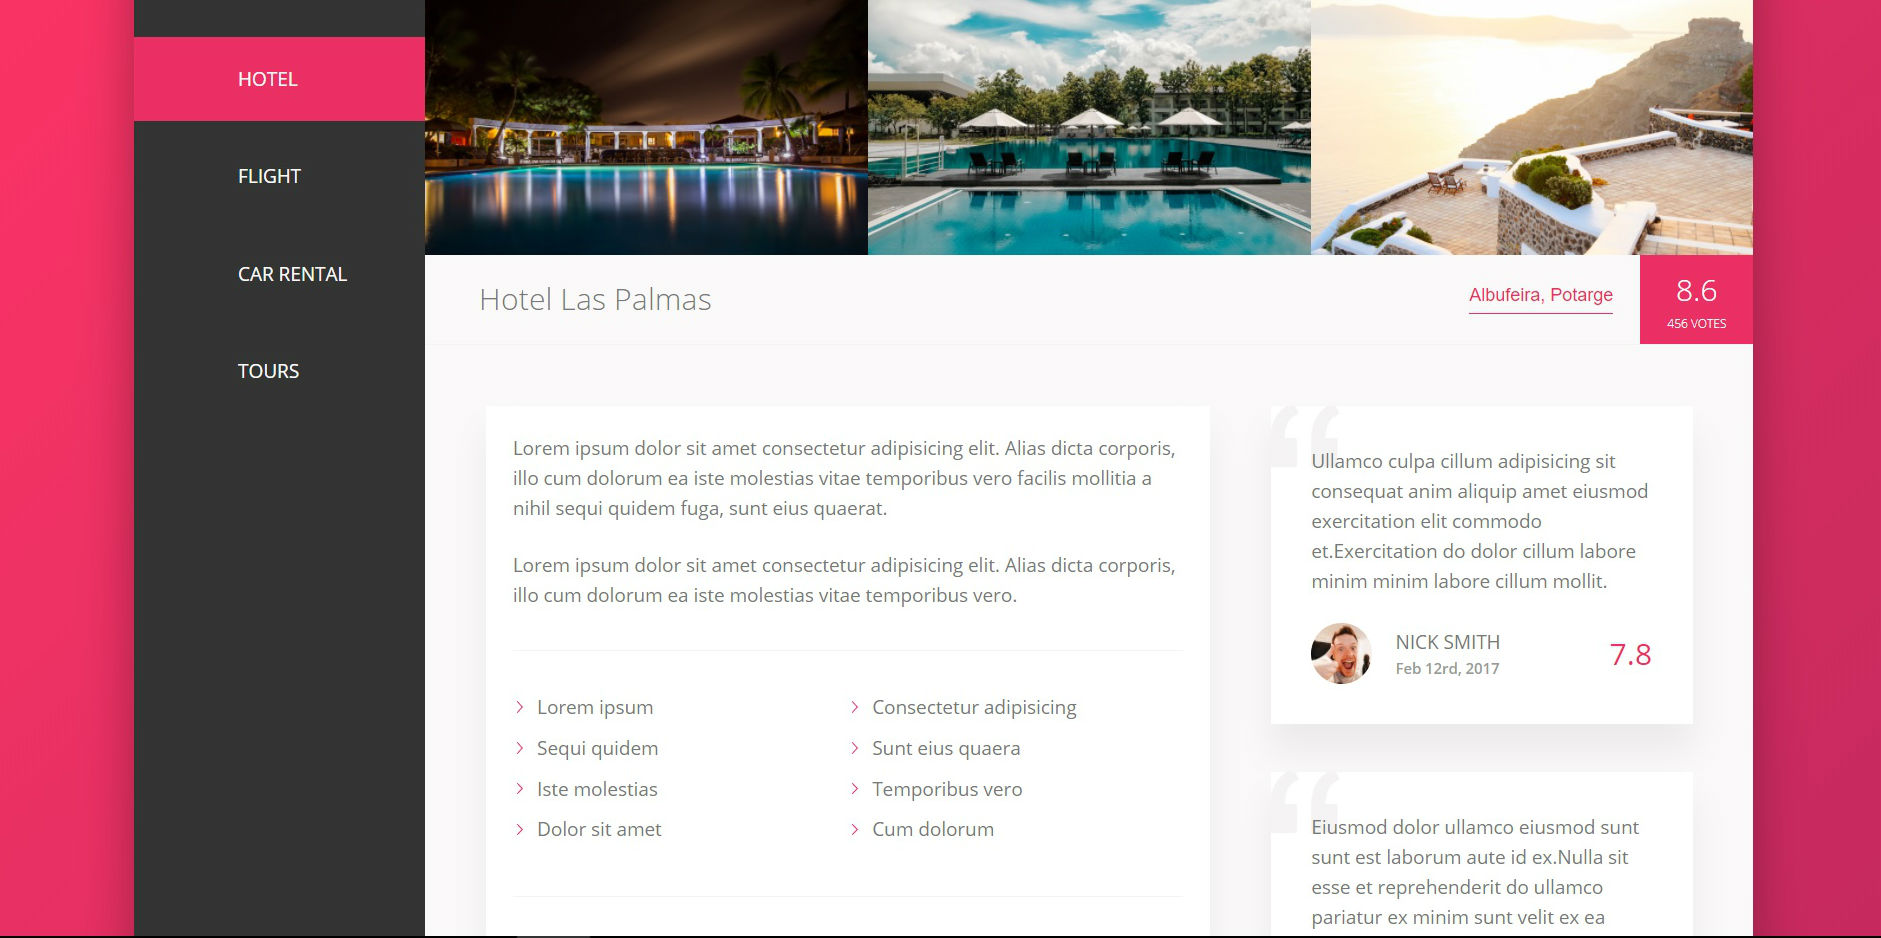 HOTEL
FLIGHT
CAR RENTAL
TOURS
Hotel Las Palmas
Albufeira, Potarge
8.6
456 VOTES
Lorem ipsum dolor sit amet consectetur adipisicing elit. Alias dicta corporis,
illo cum dolorum ea iste molestias vitae temporibus vero facilis mollitia a
nihil sequi quidem fuga, sunt eius quaerat.
Lorem ipsum dolor sit amet consectetur adipisicing elit. Alias dicta corporis,
illo cum dolorum ea iste molestias vitae temporibus vero.
Lorem ipsum
Consectetur adipisicing
Sequi quidem
Sunt eius quaera
Iste molestias
Temporibus vero
Dolor sit amet
Cum dolorum
“
Ullamco culpa cillum adipisicing sit
consequat anim aliquip amet eiusmod
exercitation elit commodo
et.Exercitation do dolor cillum labore
minim minim labore cillum mollit.
NICK SMITH
Feb 12rd, 2017
7.8
“
Eiusmod dolor ullamco eiusmod sunt
sunt est laborum aute id ex.Nulla sit
esse et reprehenderit do ullamco
pariatur ex minim sunt velit ex ea